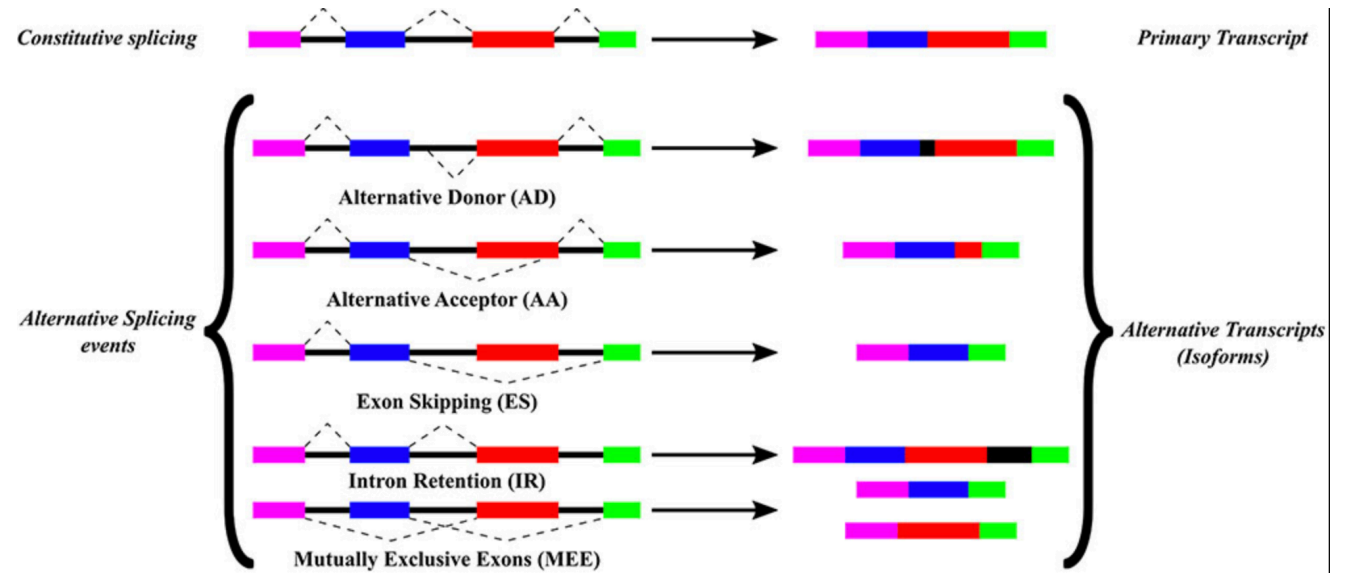 Constitutive splicing
Primary Transcript
Alternative Donor (AD)
Alternative Acceptor (AA)
Alternative Splicing
events
Alternative Transcripts
(Isoforms)
Exon Skipping (ES)
Intron Retention (IR)
Mutually Exclusive Exons (MEE)